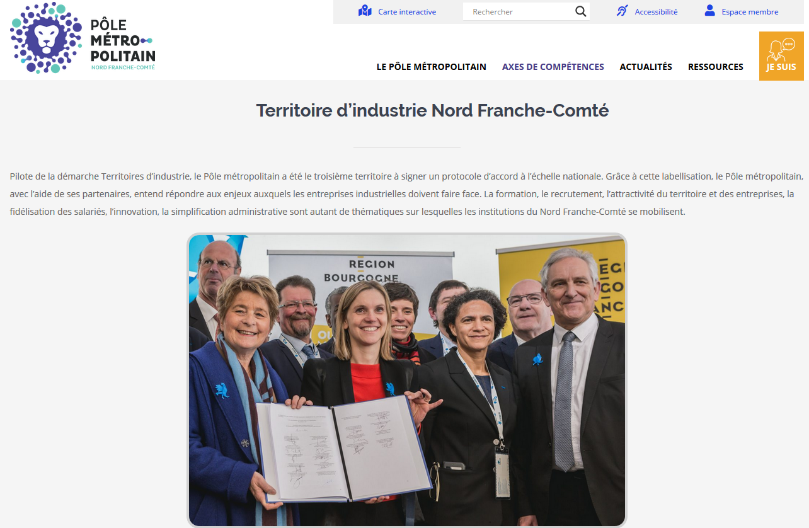 PÔLE
MÉTRO-
POLITAIN
NORD FRANCHE-COMTÉ
Carte interactive
Rechercher
Accessibilité
Espace membre
LE PÔLE MÉTROPOLITAIN
AXES DE COMPÉTENCES
ACTUALITÉS
RESSOURCES
JE SUIS
Territoire d’industrie Nord Franche-Comté
Pilote de la démarche Territoires d’industrie, le Pôle métropolitain a été le troisième territoire à signer un protocole d’accord à l’échelle nationale. Grâce à cette labellisation, le Pôle métropolitain,
avec l’aide de ses partenaires, entend répondre aux enjeux auxquels les entreprises industrielles doivent faire face. La formation, le recrutement, l’attractivité du territoire et des entreprises, la
fidélisation des salariés, l’innovation, la simplification administrative sont autant de thématiques sur lesquelles les institutions du Nord Franche-Comté se mobilisent.
REGION
BOURGOGNE